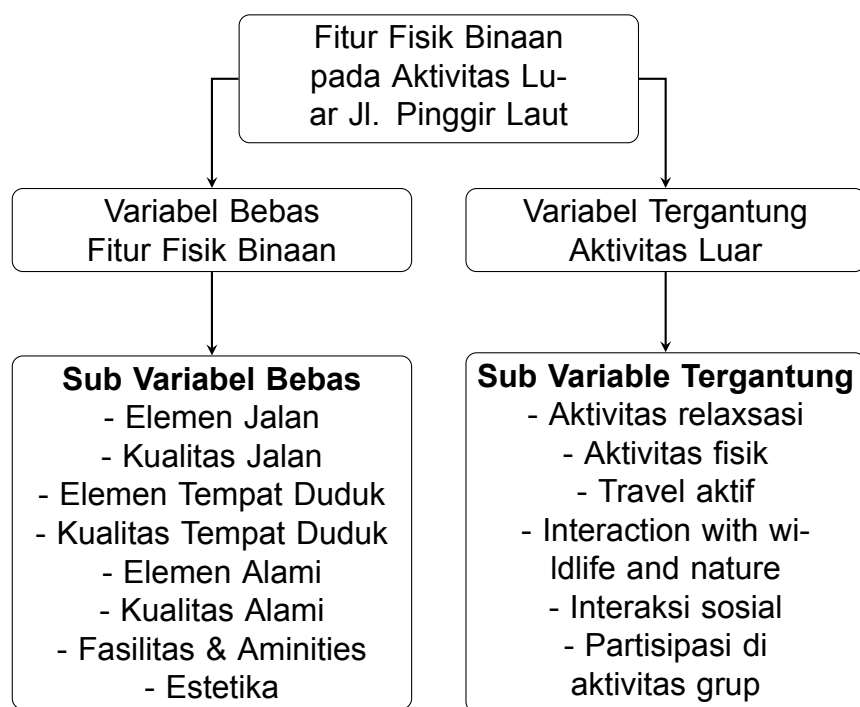 Fitur Fisik Binaan
pada Aktivitas Lu-
ar Jl. Pinggir Laut
Variabel Bebas
Fitur Fisik Binaan
Variabel Tergantung
Aktivitas Luar
Sub Variabel Bebas
- Elemen Jalan
- Kualitas Jalan
- Elemen Tempat Duduk
- Kualitas Tempat Duduk
- Elemen Alami
- Kualitas Alami
- Fasilitas & Aminities
- Estetika
Sub Variable Tergantung
- Aktivitas relaxsasi
- Aktivitas fisik
- Travel aktif
- Interaction with wi-
ldlife and nature
- Interaksi sosial
- Partisipasi di
aktivitas grup